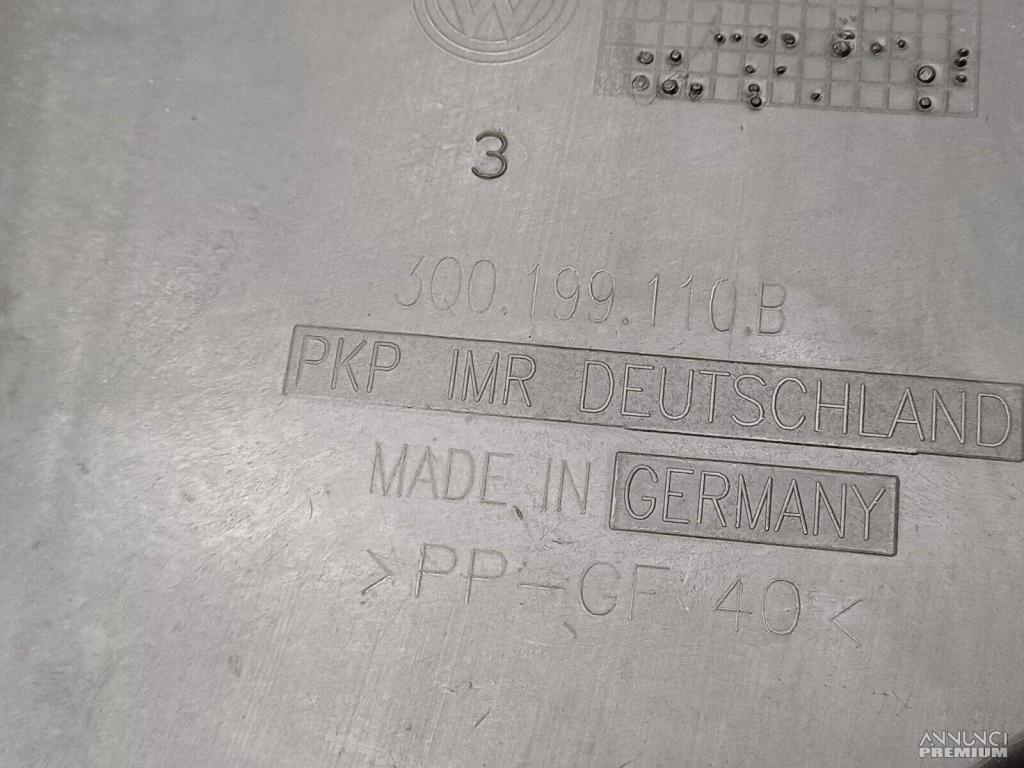 3
3Q0.199.110.B
PKP IMR DEUTSCHLAND
MADE IN GERMANY
>PP-GF 40<
ANNUNCI
PREMIUM